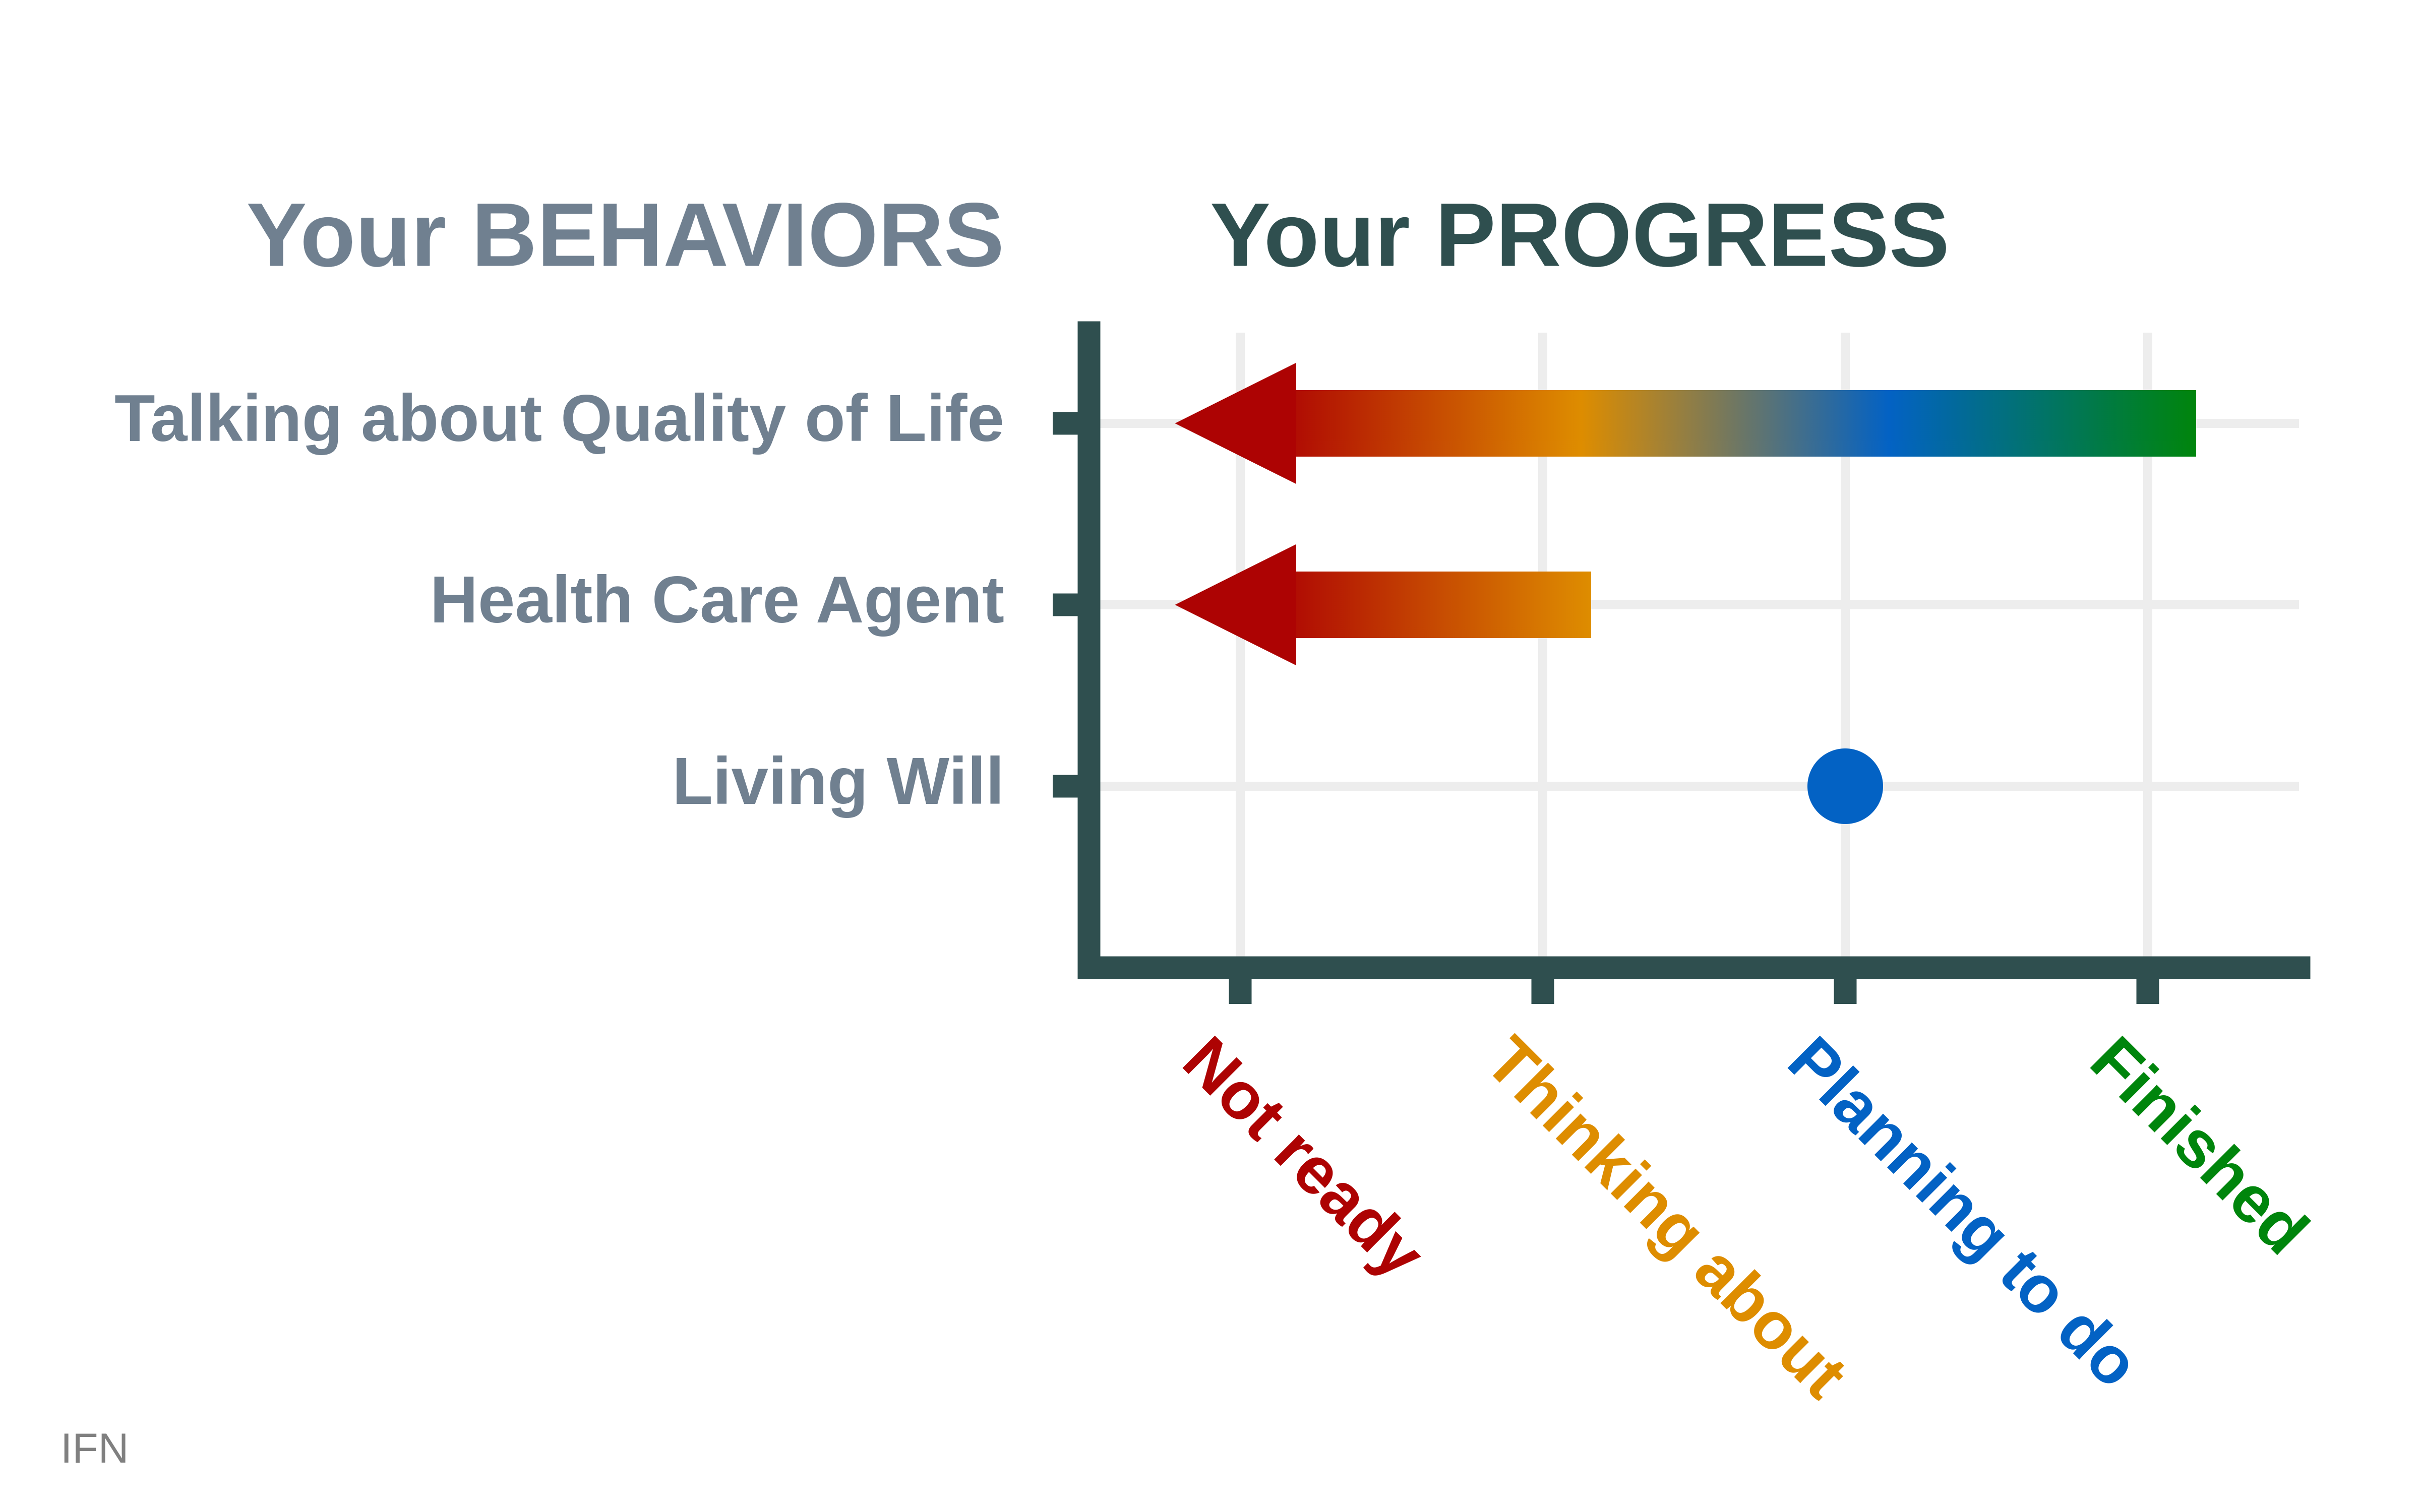 Your BEHAVIORS
Your PROGRESS
Talking about Quality of Life
Health Care Agent
Living Will
Not ready
Thinking about
Planning to do
Finished
IFN